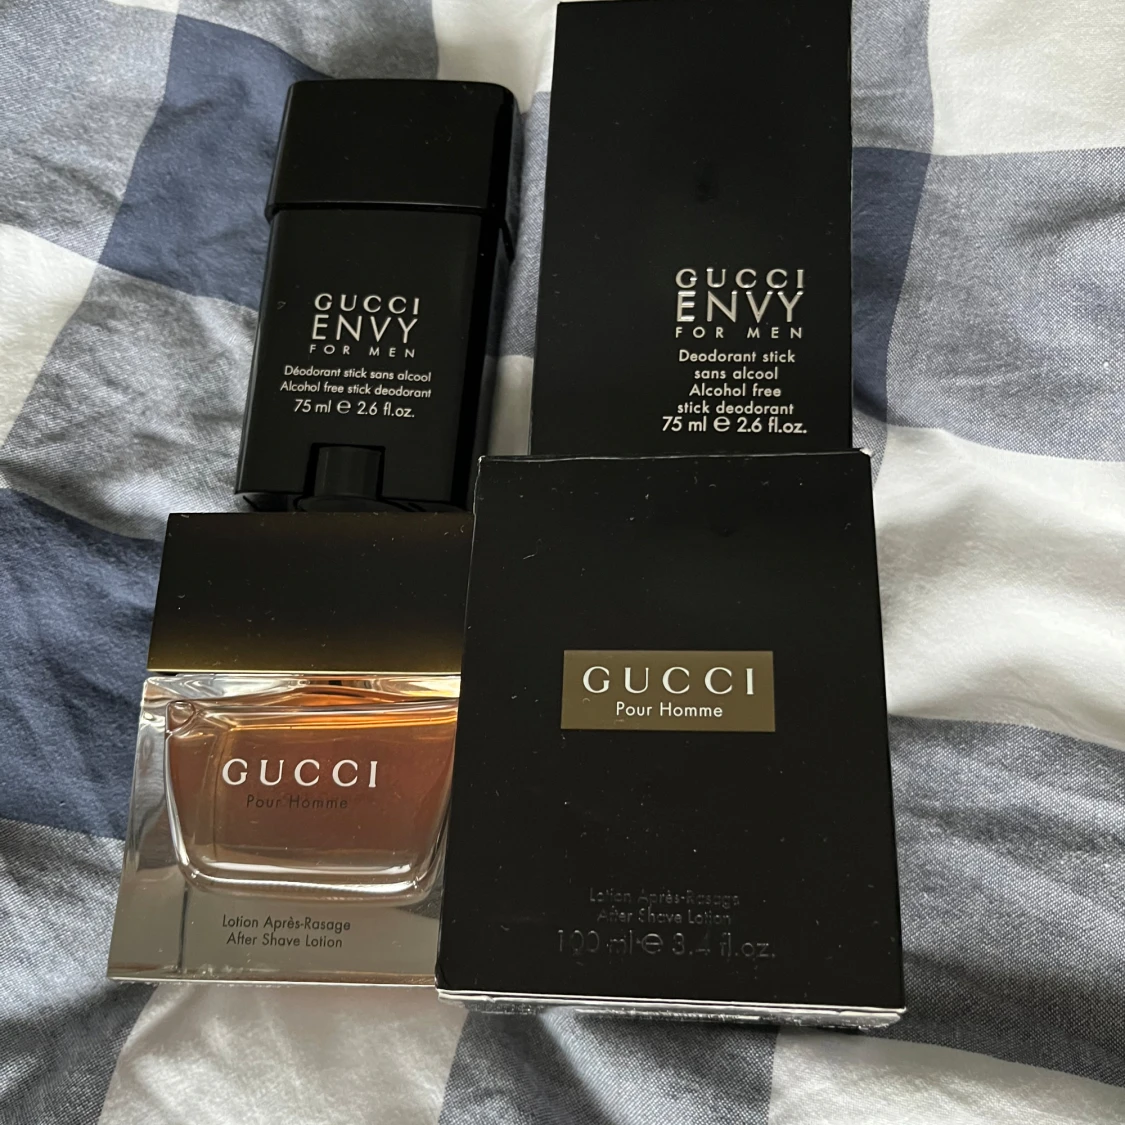 GUCCI
ENVY
FOR MEN
Déodorant stick sans alcool
Alcohol free stick deodorant
75 ml e 2.6 fl.oz.
GUCCI
ENVY
FOR MEN
Deodorant stick
sans alcool
Alcohol free
stick deodorant
75 ml e 2.6 fl.oz.
GUCCI
Pour Homme
Lotion Après-Rasage
After Shave Lotion
GUCCI
Pour Homme
Lotion Après-Rasage
After Shave Lotion
100 ml e 3.4 fl.oz.